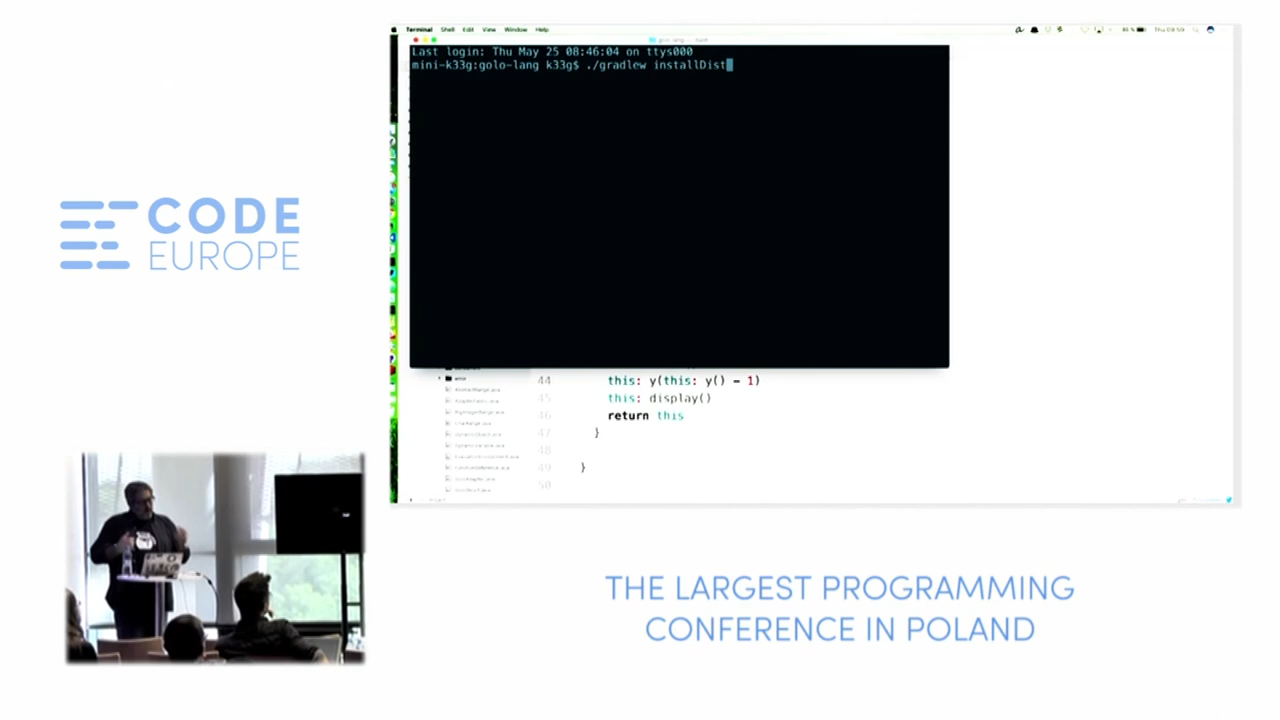 Terminal Shell Edit View Window Help
Last login: Thu May 25 08:46:04 on ttys000
mini-k33g:golo-lang k33g$ ./gradlew installDist
CODE
EUROPE
error
44 this: y(this: y() - 1)
45 this: display()
46 return this
47 }
48
49 }
50
THE LARGEST PROGRAMMING
CONFERENCE IN POLAND